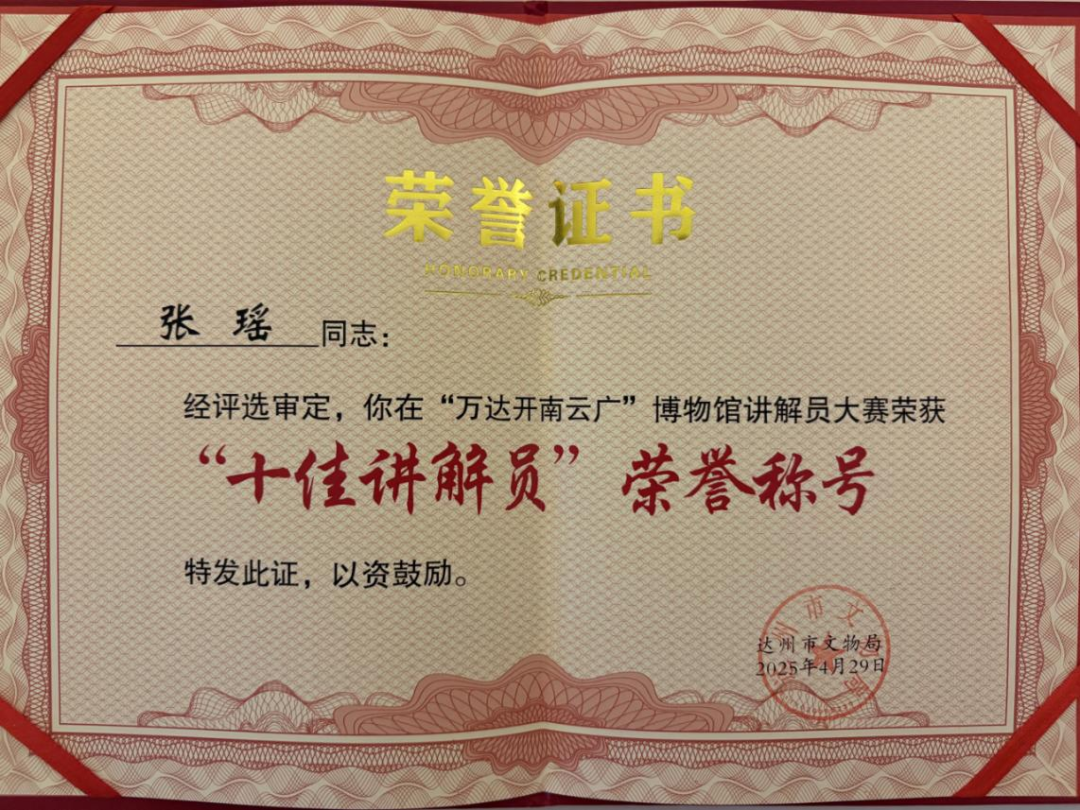 荣誉证书
HONORARY CREDENTIAL
张瑶同志：
经评选审定，你在“万达开南云广”博物馆讲解员大赛荣获
“十佳讲解员”荣誉称号
特发此证，以资鼓励。
达州市文物局
2025年4月29日